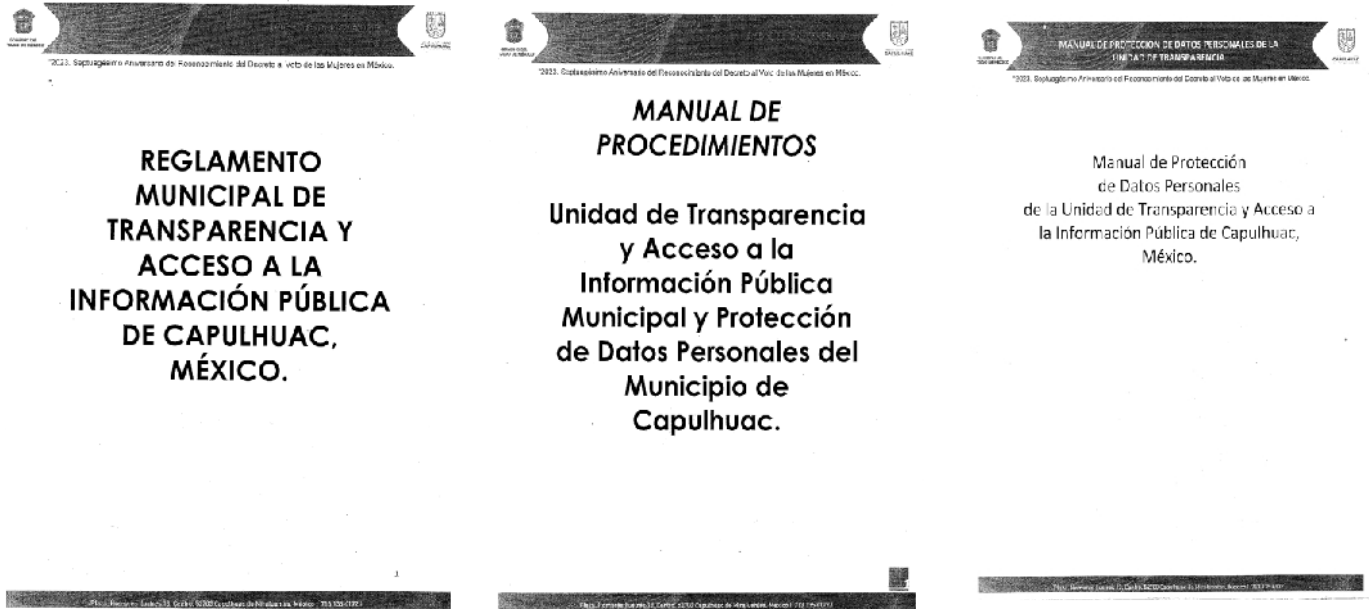 "2023. Septuagésimo Aniversario del Reconocimiento del Decreto al Voto de las Mujeres en México.
REGLAMENTO
MUNICIPAL DE
TRANSPARENCIA Y
ACCESO A LA
INFORMACIÓN PÚBLICA
DE CAPULHUAC,
MÉXICO.
1
"2023. Septuagésimo Aniversario del Reconocimiento del Decreto al Voto de las Mujeres en México.
MANUAL DE
PROCEDIMIENTOS
Unidad de Transparencia
y Acceso a la
Información Pública
Municipal y Protección
de Datos Personales del
Municipio de
Capulhuac.
MANUAL DE PROTECCIÓN DE DATOS PERSONALES DE LA
UNIDAD DE TRANSPARENCIA
"2023. Septuagésimo Aniversario del Reconocimiento del Decreto al Voto de las Mujeres en México.
Manual de Protección
de Datos Personales
de la Unidad de Transparencia y Acceso a
la Información Pública de Capulhuac,
México.